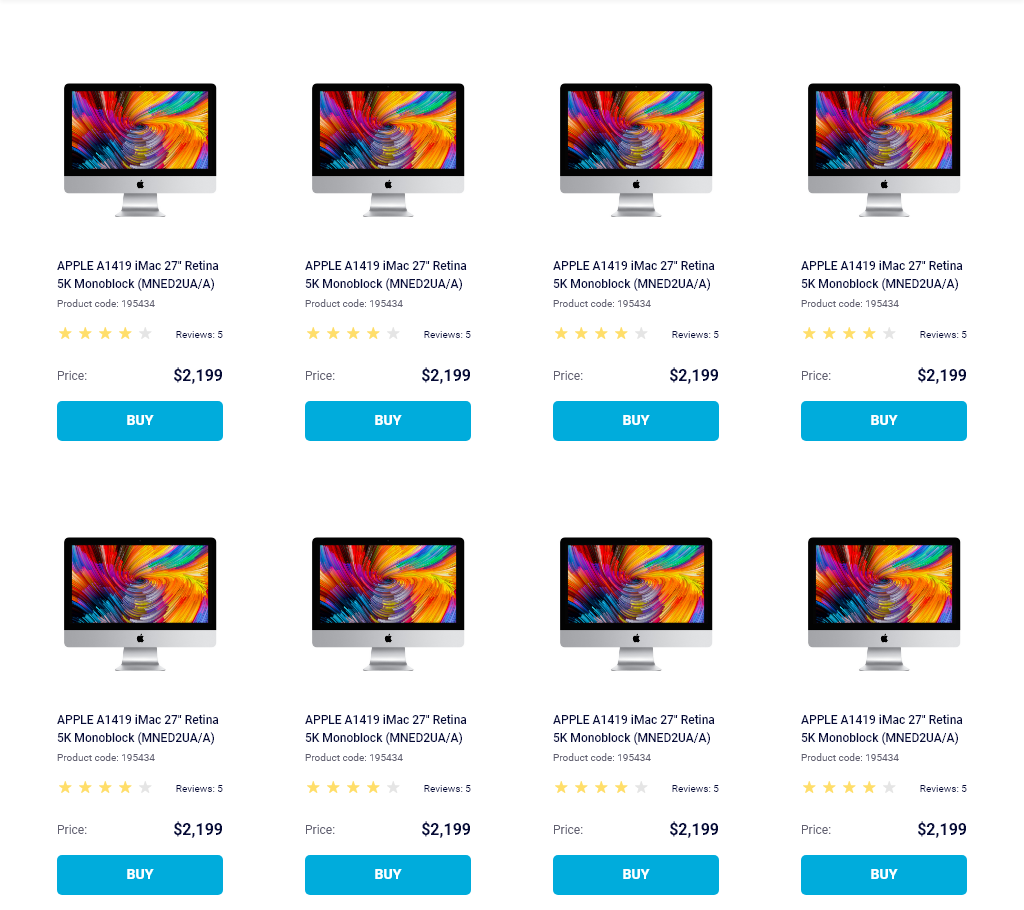 APPLE A1419 iMac 27" Retina
5K Monoblock (MNED2UA/A)
Product code: 195434
Reviews: 5
Price: $2,199
BUY
APPLE A1419 iMac 27" Retina
5K Monoblock (MNED2UA/A)
Product code: 195434
Reviews: 5
Price: $2,199
BUY
APPLE A1419 iMac 27" Retina
5K Monoblock (MNED2UA/A)
Product code: 195434
Reviews: 5
Price: $2,199
BUY
APPLE A1419 iMac 27" Retina
5K Monoblock (MNED2UA/A)
Product code: 195434
Reviews: 5
Price: $2,199
BUY
APPLE A1419 iMac 27" Retina
5K Monoblock (MNED2UA/A)
Product code: 195434
Reviews: 5
Price: $2,199
BUY
APPLE A1419 iMac 27" Retina
5K Monoblock (MNED2UA/A)
Product code: 195434
Reviews: 5
Price: $2,199
BUY
APPLE A1419 iMac 27" Retina
5K Monoblock (MNED2UA/A)
Product code: 195434
Reviews: 5
Price: $2,199
BUY
APPLE A1419 iMac 27" Retina
5K Monoblock (MNED2UA/A)
Product code: 195434
Reviews: 5
Price: $2,199
BUY